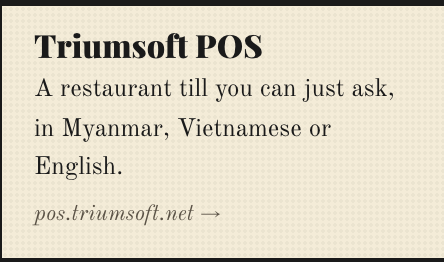 Triumsoft POS
A restaurant till you can just ask,
in Myanmar, Vietnamese or
English.
pos.triumsoft.net →